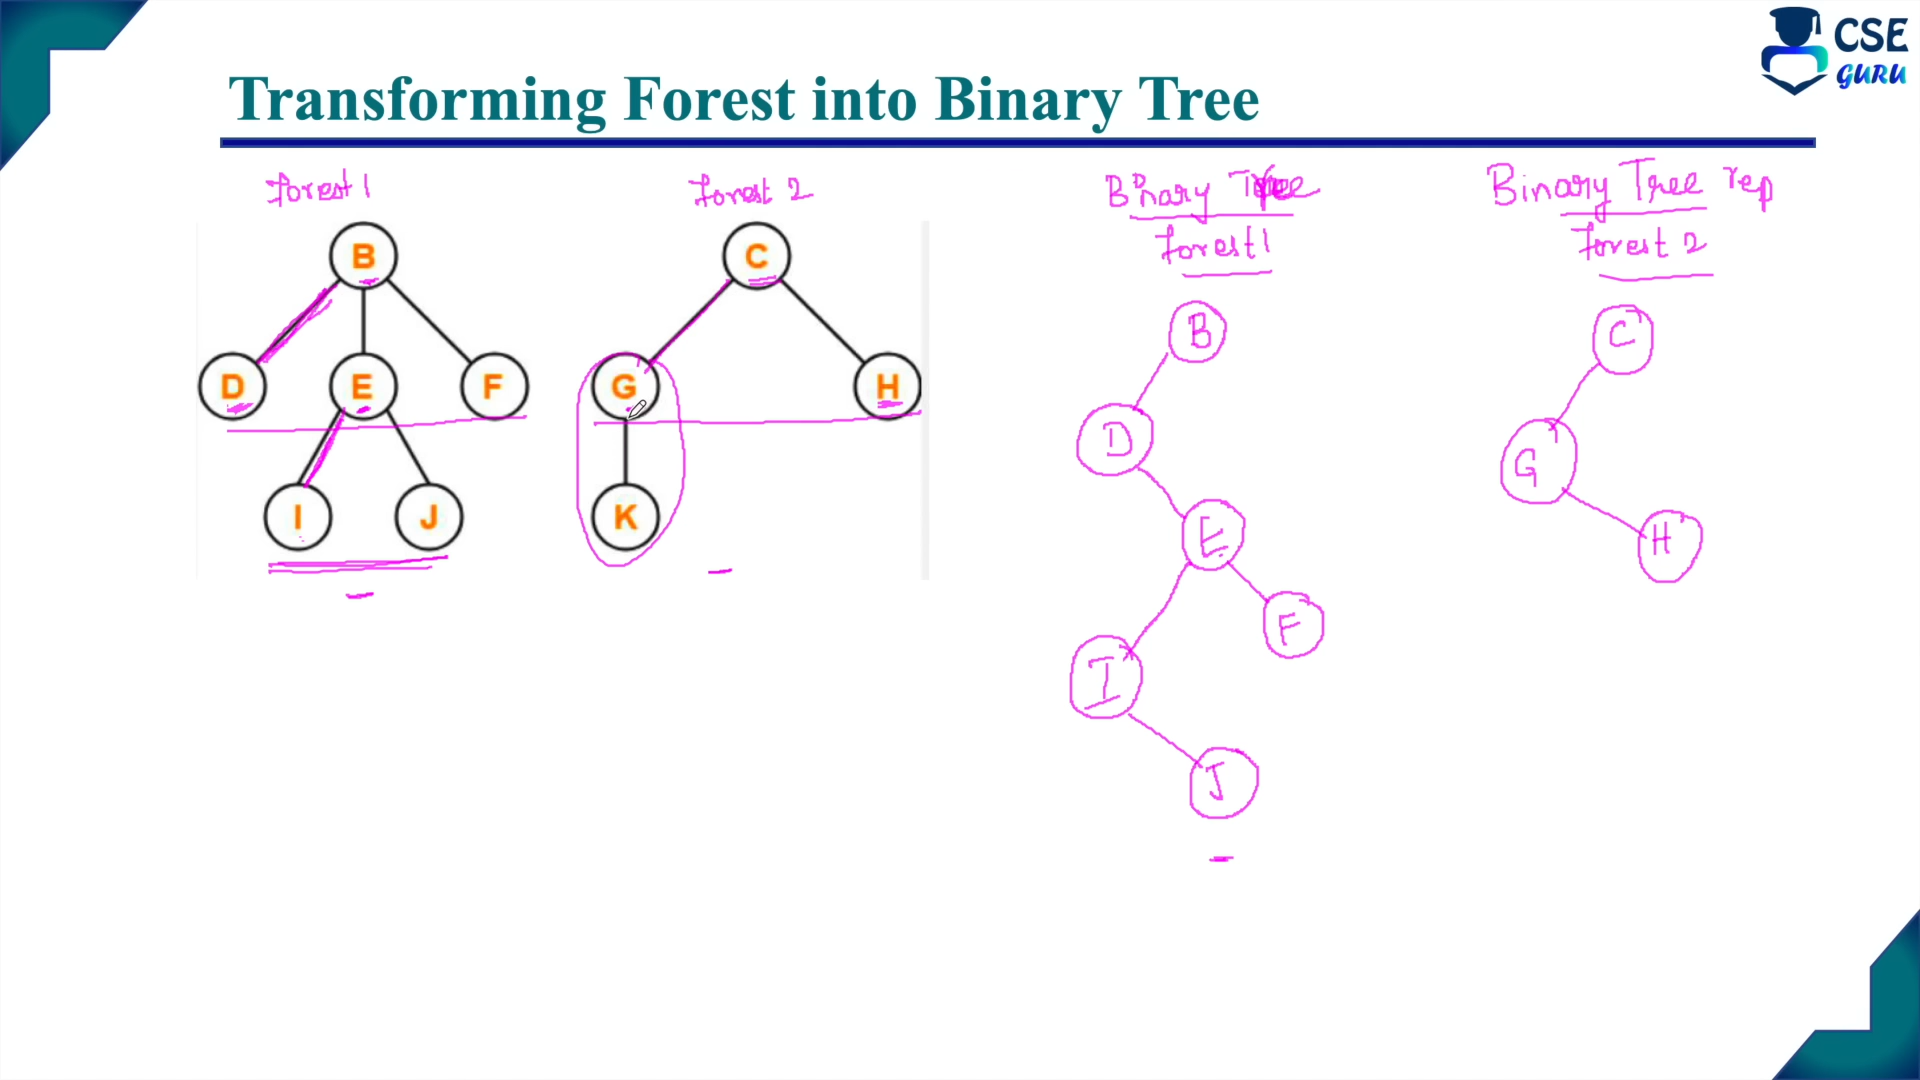 CSE
GURU
Transforming Forest into Binary Tree
Forest 1
Forest 2
Binary Tree
Forest 1
Binary Tree rep
Forest 2
B
C
D
E
F
G
H
I
J
K
B
D
E
F
I
J
C
G
H